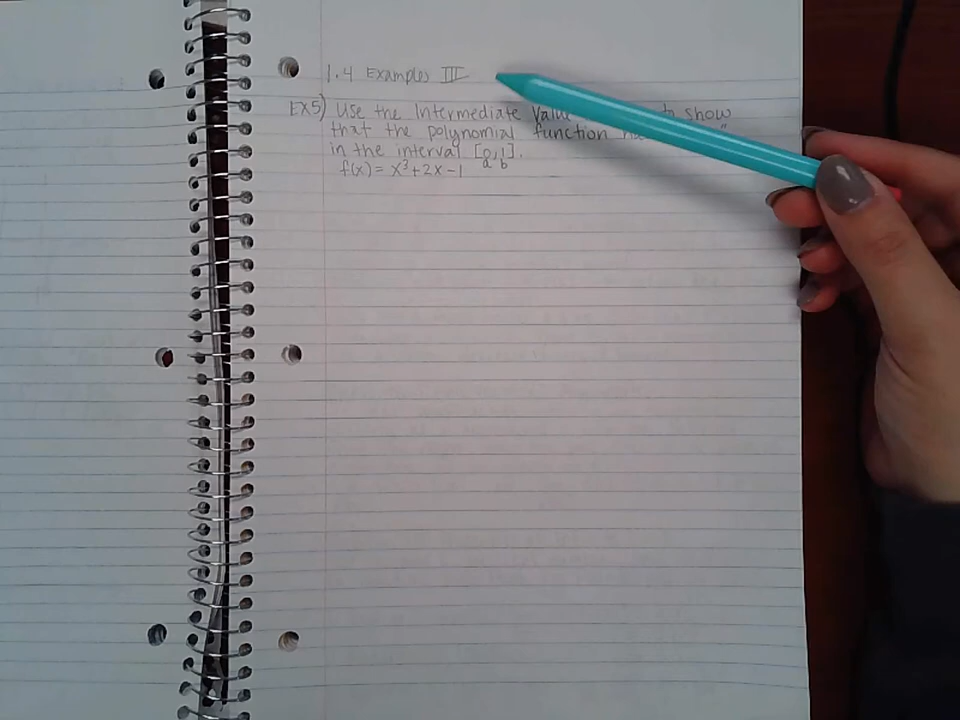 1.4 Examples III
EX5) Use the Intermediate Value show
that the polynomial function
in the interval [0,1].
a b
f(x) = x³+2x-1